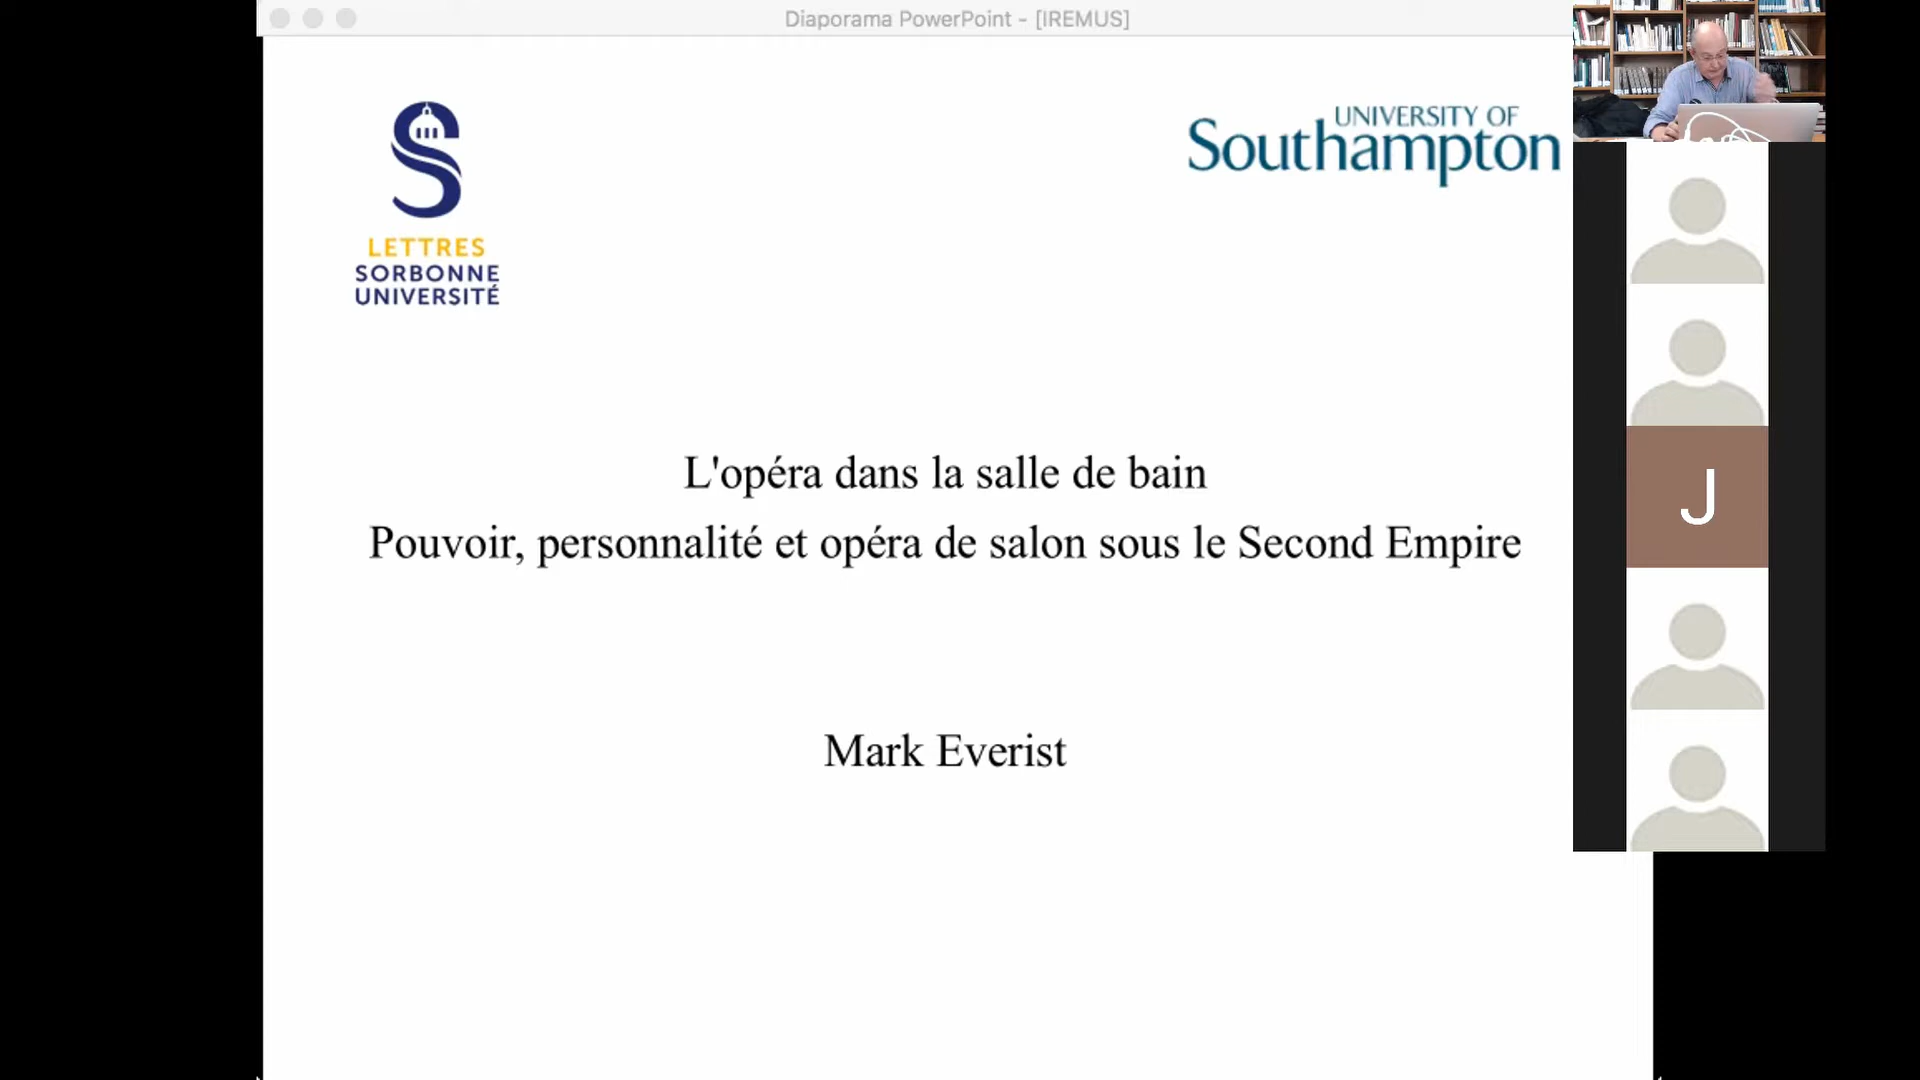 Diaporama PowerPoint - [IREMUS]
LETTRES
SORBONNE
UNIVERSITÉ
UNIVERSITY OF
Southampton
L'opéra dans la salle de bain
Pouvoir, personnalité et opéra de salon sous le Second Empire
Mark Everist
J